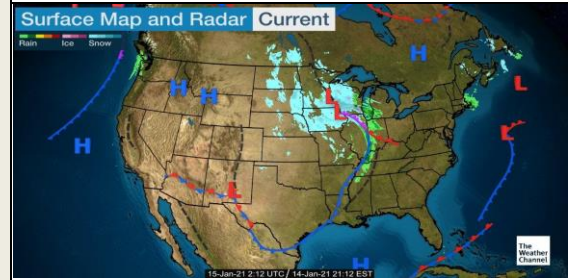 Surface Map and Radar Current
Rain Ice Snow
H
L
H
L
H
L
L
H
L
L
H
15-Jan-21 2:12 UTC / 14-Jan-21 21:12 EST
The
Weather
Channel